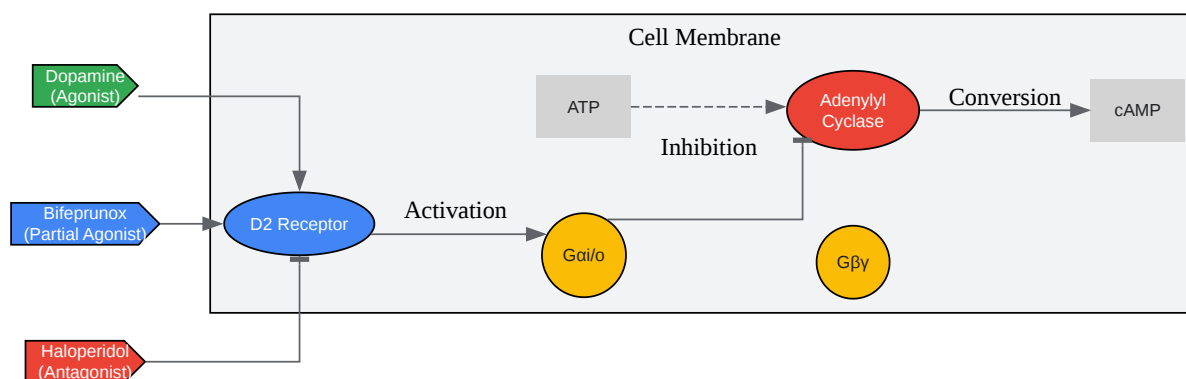 Cell Membrane
Dopamine
(Agonist)
ATP
Adenylyl
Cyclase
Conversion
cAMP
Inhibition
Bifeprunox
(Partial Agonist)
D2 Receptor
Activation
Gαi/o
Gβγ
Haloperidol
(Antagonist)